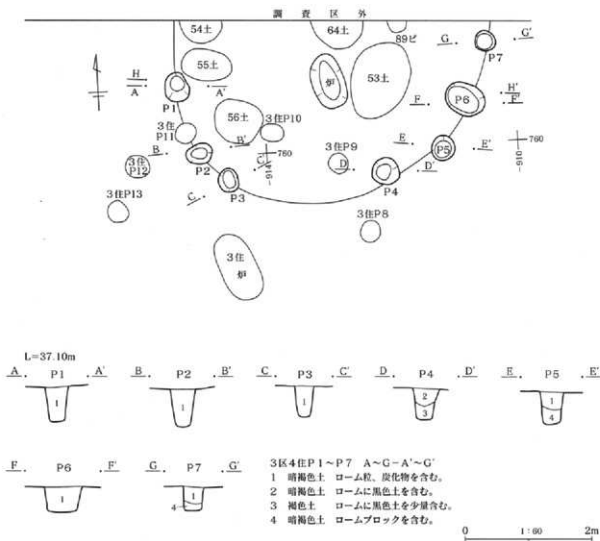 調査区外
54土
64土
89ピ
G G'
P7
55土
炉
53土
H
A A'
P1
H'
F F'
P6
56土
3住P10
3住
P11
B B'
P2
760
-914
C C'
P3
3住P9
D D'
P4
E E'
P5
760
-910
3住
P12
3住P13
3住P8
3住
炉
L=37.10m
A P1 A' B P2 B' C P3 C' D P4 D' E P5 E'
1 1 1 2 3 1 4
F P6 F' G P7 G'
1 1 4
3区4住P1~P7 A~G-A'~G'
1 暗褐色土 ローム粒、炭化物を含む。
2 暗褐色土 ロームに黒色土を含む。
3 褐色土 ロームに黒色土を少量含む。
4 暗褐色土 ロームブロックを含む。
0 1:60 2m